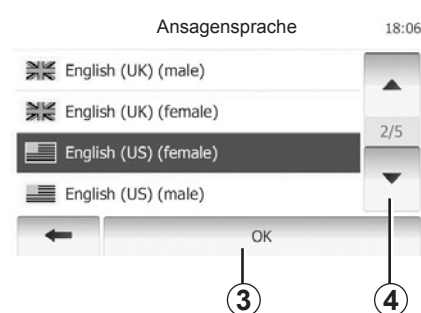 Ansagensprache 18:06
English (UK) (male)
English (UK) (female)
2/5
English (US) (female)
English (US) (male)
OK
3 4